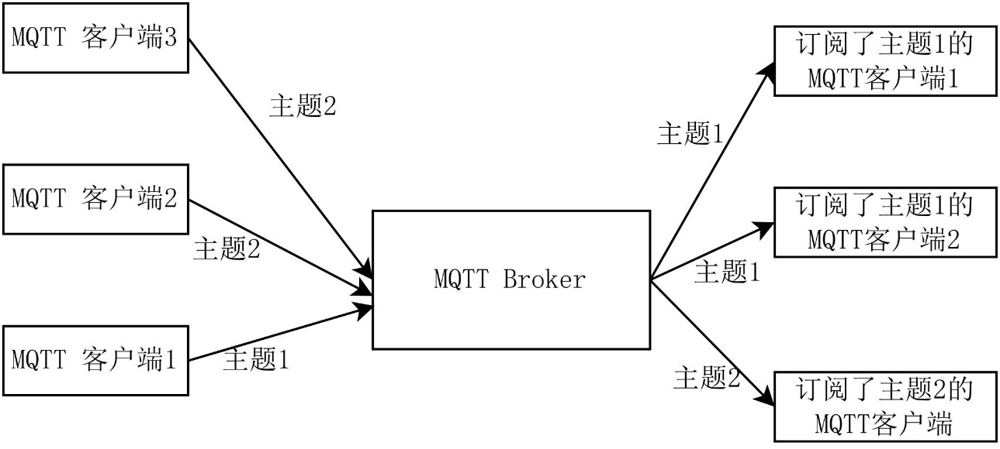 MQTT 客户端3
主题2
MQTT 客户端2
主题2
MQTT 客户端1
主题1
MQTT Broker
主题1
订阅了主题1的
MQTT客户端1
主题1
订阅了主题1的
MQTT客户端2
主题2
订阅了主题2的
MQTT客户端